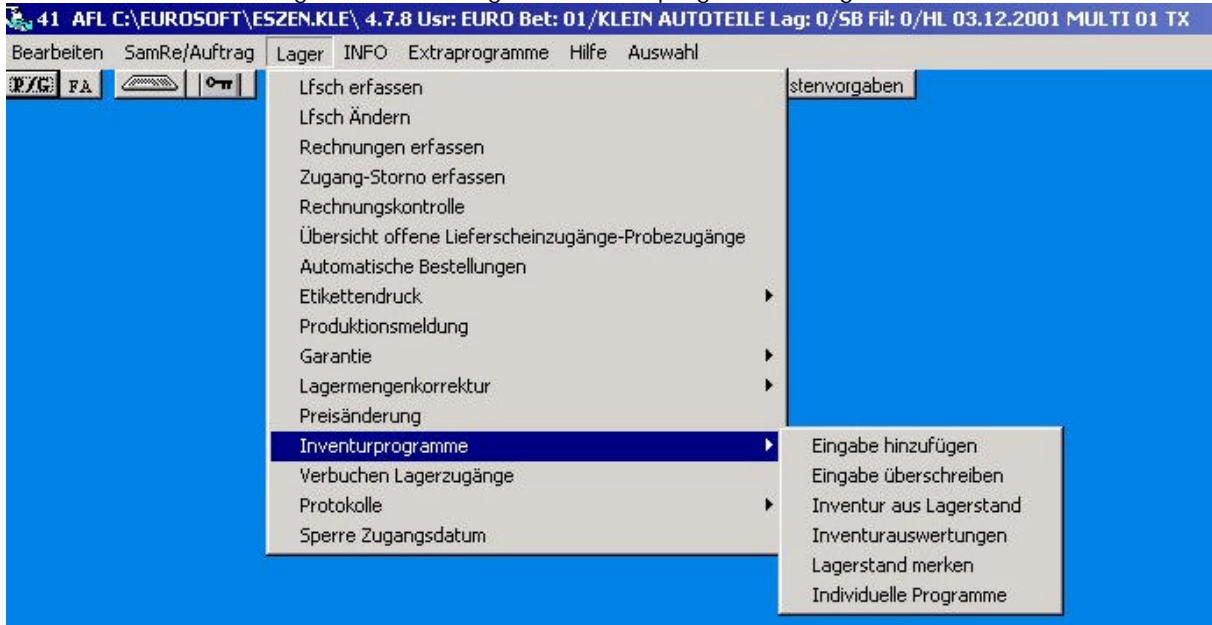 41 AFL C:\EUROSOFT\ESZEN.KLE\ 4.7.8 Usr: EURO Bet: 01/KLEIN AUTOTEILE Lag: 0/SB Fil: 0/HL 03.12.2001 MULTI 01 TX
Bearbeiten SamRe/Auftrag Lager INFO Extraprogramme Hilfe Auswahl
P/G FA stenvorgaben
Lfsch erfassen
Lfsch Ändern
Rechnungen erfassen
Zugang-Storno erfassen
Rechnungskontrolle
Übersicht offene Lieferscheinzugänge-Probezugänge
Automatische Bestellungen
Etikettendruck
Produktionsmeldung
Garantie
Lagermengenkorrektur
Preisänderung
Inventurprogramme
Verbuchen Lagerzugänge
Protokolle
Sperre Zugangsdatum
Eingabe hinzufügen
Eingabe überschreiben
Inventur aus Lagerstand
Inventurauswertungen
Lagerstand merken
Individuelle Programme